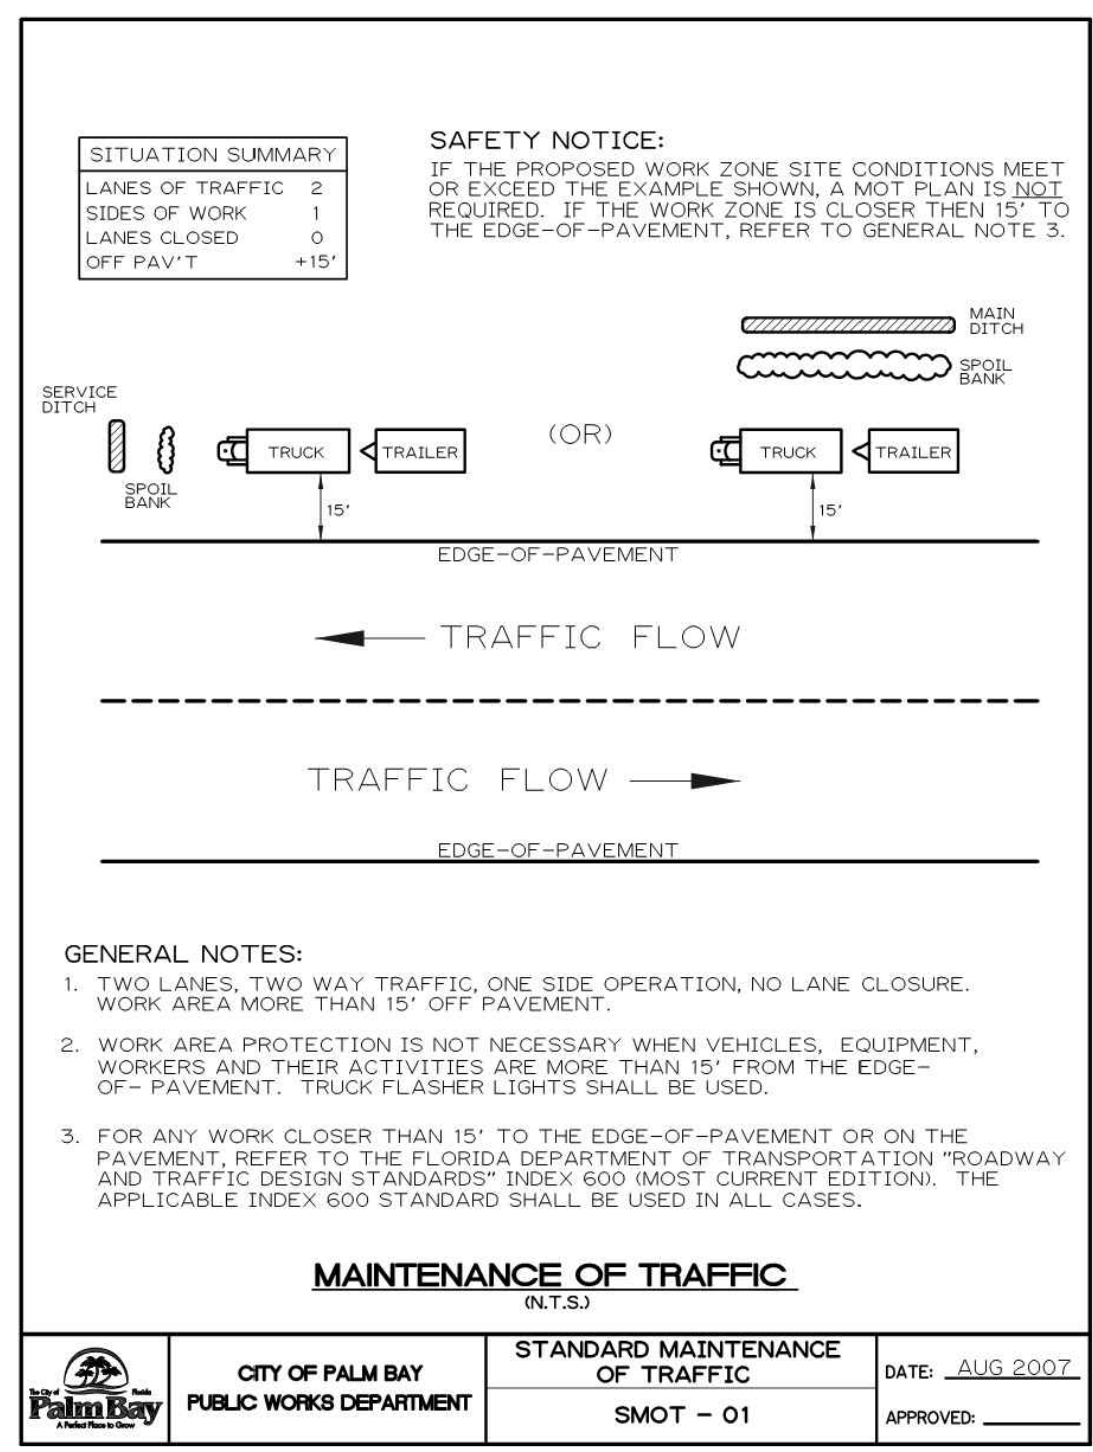 SITUATION SUMMARY
LANES OF TRAFFIC 2
SIDES OF WORK 1
LANES CLOSED 0
OFF PAV'T +15'
SAFETY NOTICE:
IF THE PROPOSED WORK ZONE SITE CONDITIONS MEET
OR EXCEED THE EXAMPLE SHOWN, A MOT PLAN IS NOT
REQUIRED. IF THE WORK ZONE IS CLOSER THEN 15' TO
THE EDGE-OF-PAVEMENT, REFER TO GENERAL NOTE 3.
MAIN
DITCH
SPOIL
BANK
SERVICE
DITCH
SPOIL
BANK
TRUCK
TRAILER
(OR)
TRUCK
TRAILER
15'
15'
EDGE-OF-PAVEMENT
TRAFFIC FLOW
TRAFFIC FLOW
EDGE-OF-PAVEMENT
GENERAL NOTES:
1. TWO LANES, TWO WAY TRAFFIC, ONE SIDE OPERATION, NO LANE CLOSURE.
WORK AREA MORE THAN 15' OFF PAVEMENT.
2. WORK AREA PROTECTION IS NOT NECESSARY WHEN VEHICLES, EQUIPMENT,
WORKERS AND THEIR ACTIVITIES ARE MORE THAN 15' FROM THE EDGE-
OF- PAVEMENT. TRUCK FLASHER LIGHTS SHALL BE USED.
3. FOR ANY WORK CLOSER THAN 15' TO THE EDGE-OF-PAVEMENT OR ON THE
PAVEMENT, REFER TO THE FLORIDA DEPARTMENT OF TRANSPORTATION "ROADWAY
AND TRAFFIC DESIGN STANDARDS" INDEX 600 (MOST CURRENT EDITION). THE
APPLICABLE INDEX 600 STANDARD SHALL BE USED IN ALL CASES.
MAINTENANCE OF TRAFFIC
(N.T.S.)
The City of Florida
Palm Bay
A Perfect Place to Grow
CITY OF PALM BAY
PUBLIC WORKS DEPARTMENT
STANDARD MAINTENANCE
OF TRAFFIC
SMOT - 01
DATE: AUG 2007
APPROVED: